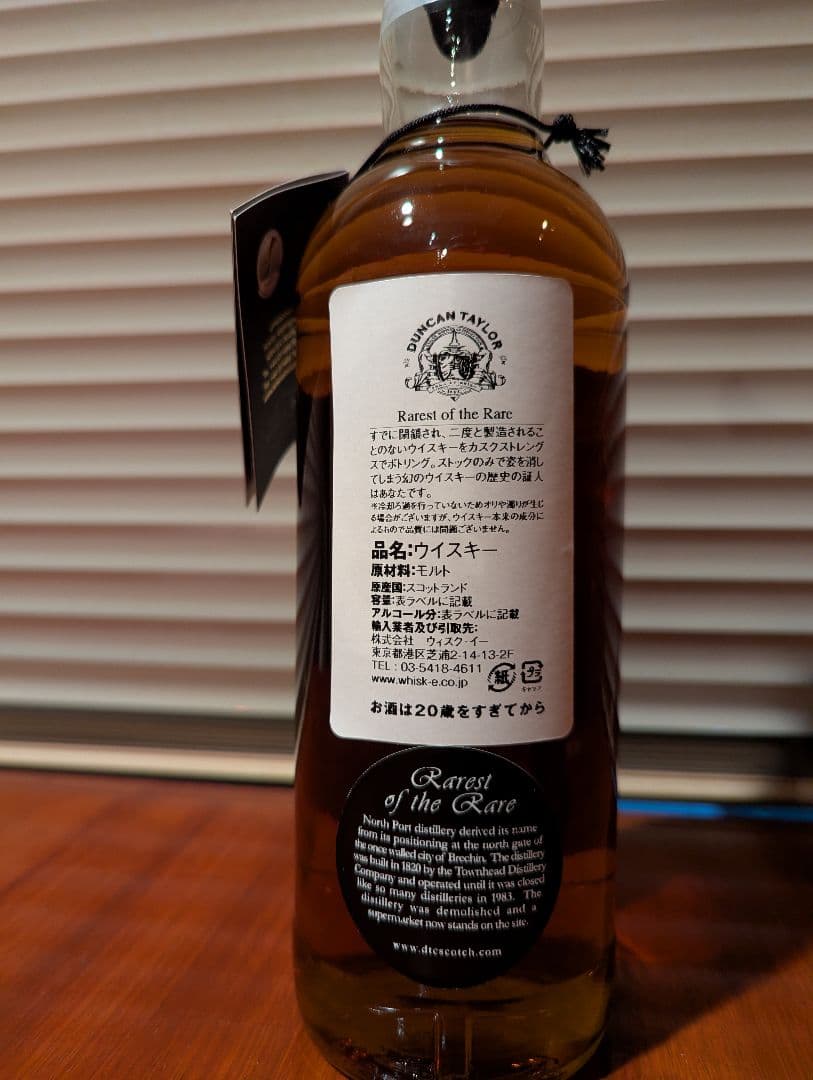 DUNCAN TAYLOR
Rarest of the Rare
すでに閉鎖され、二度と製造されるこ
とのないウイスキーをカスクストレング
スでボトリング。ストックのみで姿を消し
てしまう幻のウイスキーの歴史の証人
はあなたです。
※冷却ろ過を行っていないためオリや濁りが生じ
る場合がございますが、ウイスキー本来の成分に
よるもので品質には問題ございません。
品名:ウイスキー
原材料:モルト
原産国:スコットランド
容量:表ラベルに記載
アルコール分:表ラベルに記載
輸入業者及び引取先:
株式会社 ウィスク・イー
東京都港区芝浦2-14-13-2F
TEL : 03-5418-4611
www.whisk-e.co.jp
紙
プラ
キャップ
お酒は20歳をすぎてから
Rarest
of the Rare
North Port distillery derived its name
from its positioning at the north gate of
the once walled city of Brechin. The distillery
was built in 1820 by the Townhead Distillery
Company and operated until it was closed
like so many distilleries in 1983. The
distillery was demolished and a
supermarket now stands on the site.
www.dtcscotch.com